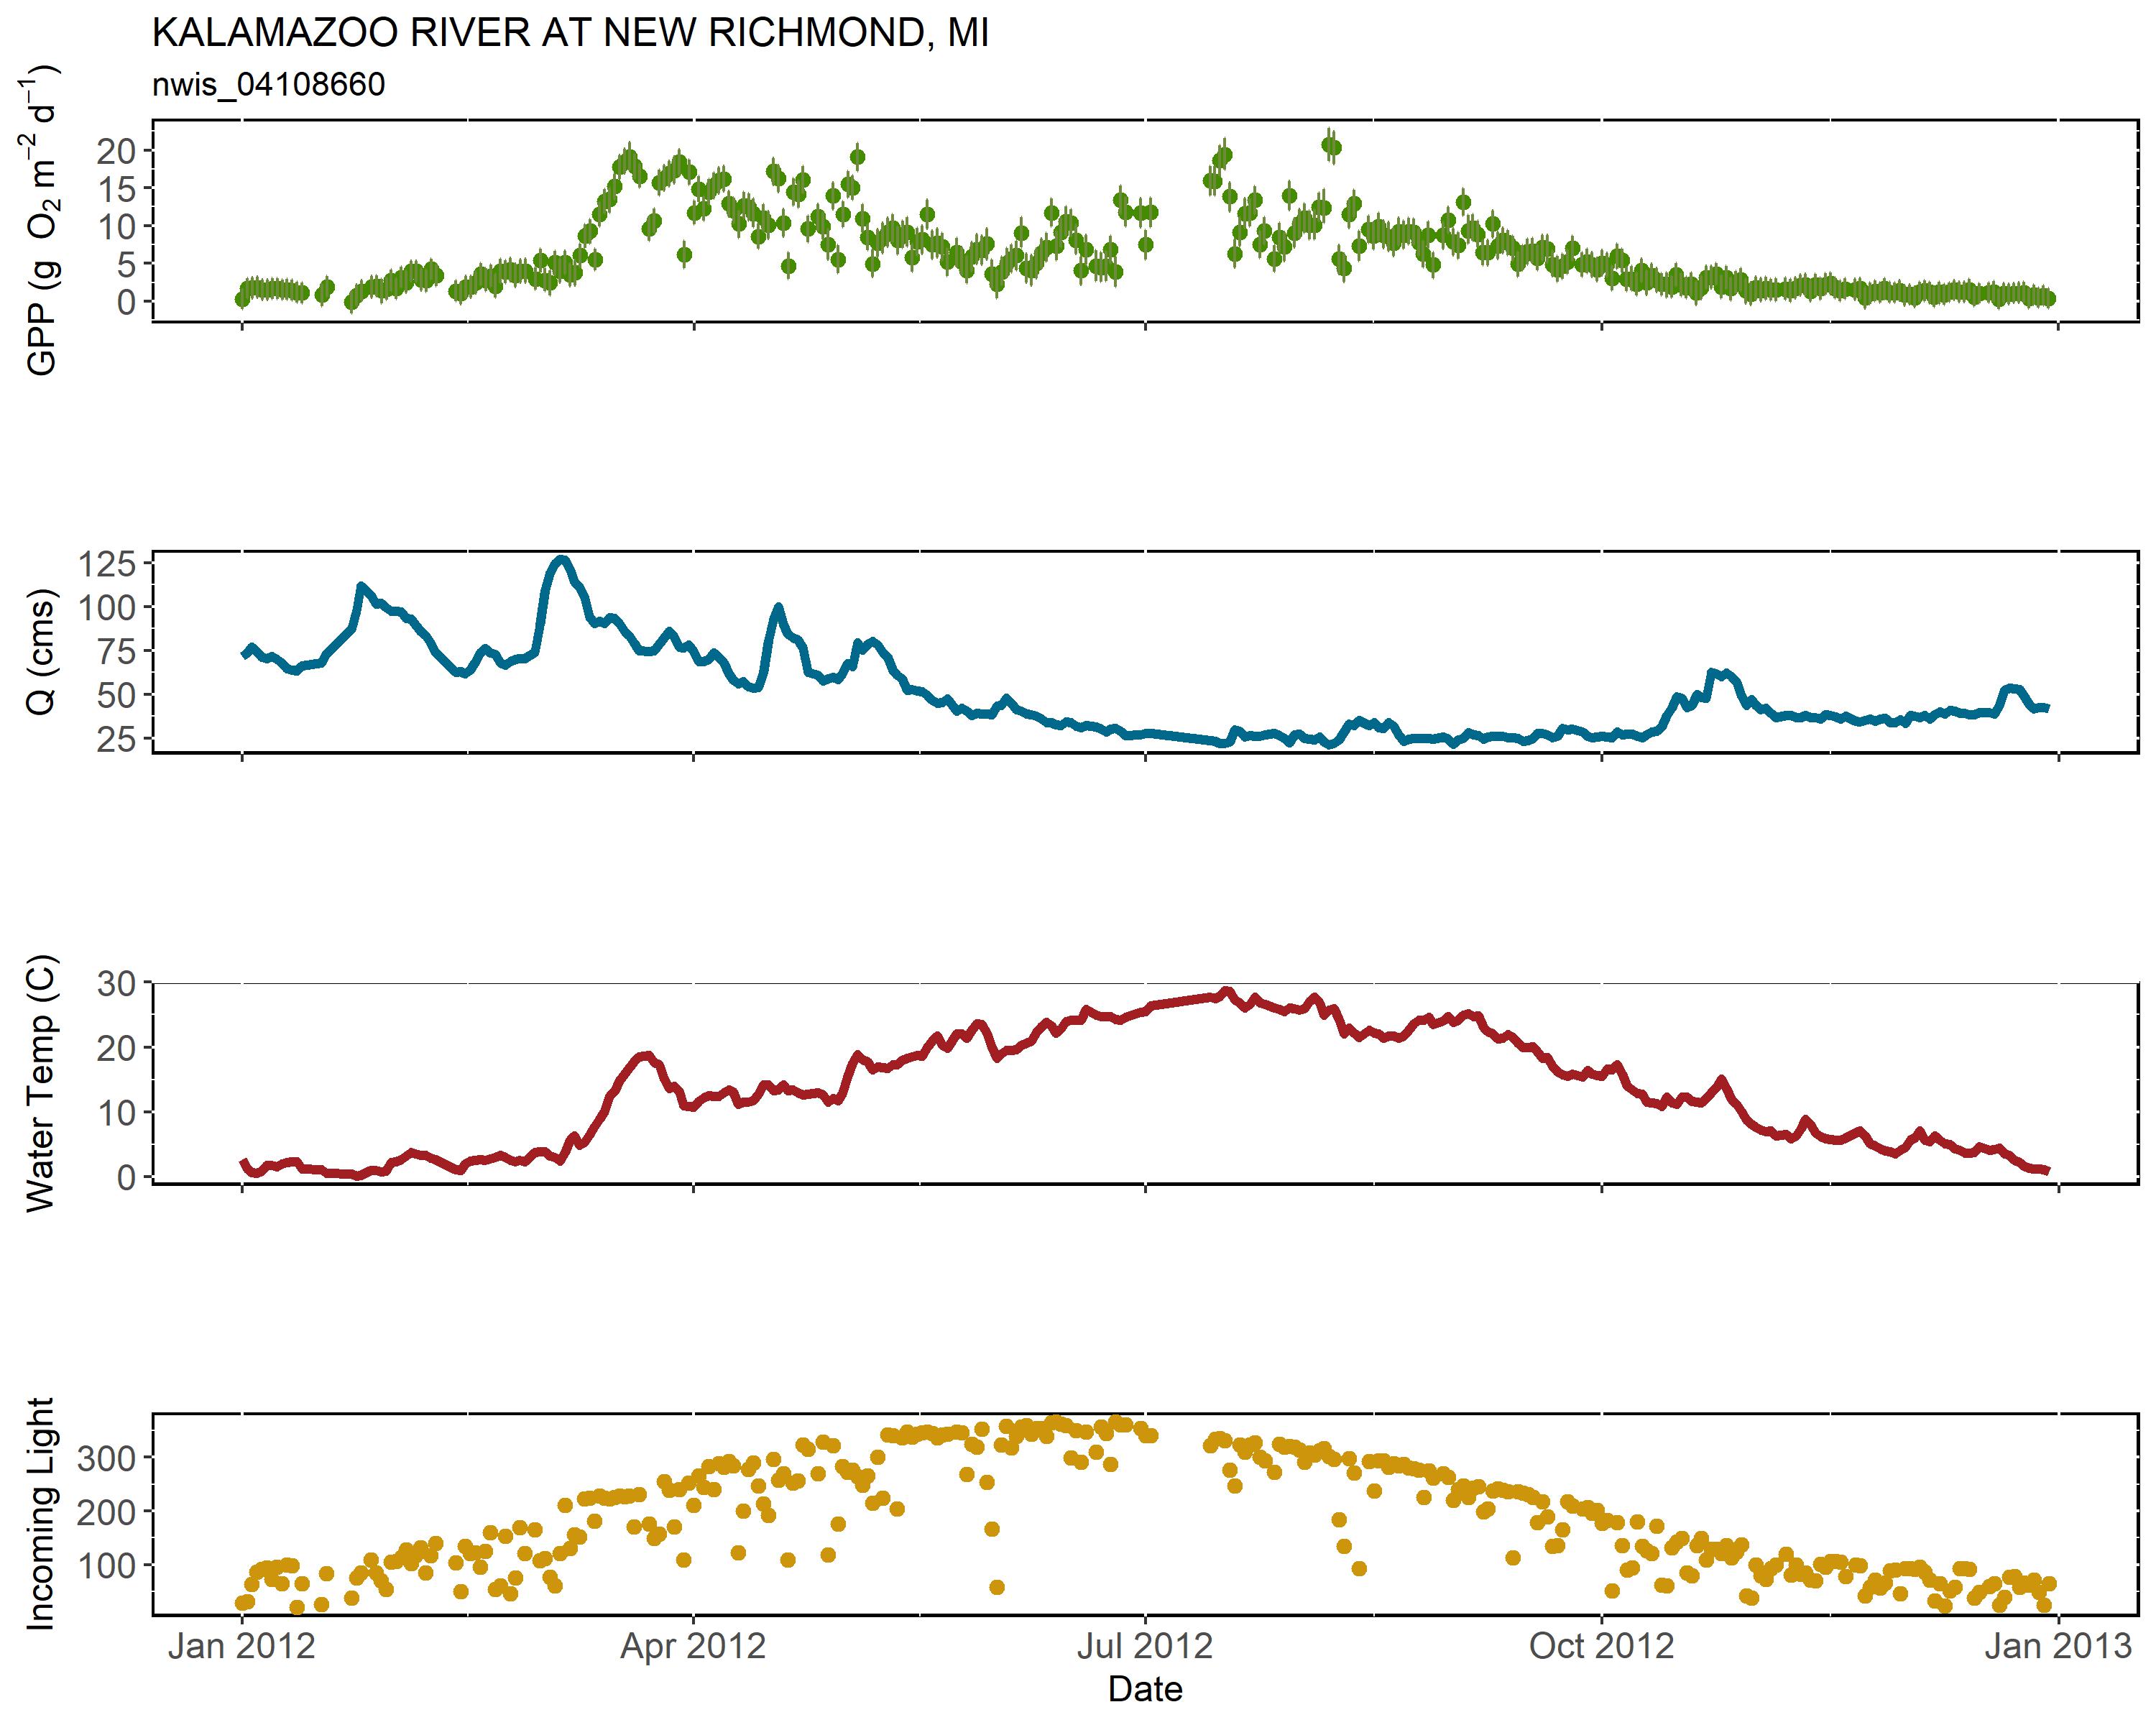 KALAMAZOO RIVER AT NEW RICHMOND, MI
nwis_04108660
GPP (g O₂ m⁻² d⁻¹)
20
15
10
5
0
Q (cms)
125
100
75
50
25
Water Temp (C)
30
20
10
0
Incoming Light
300
200
100
Jan 2012 Apr 2012 Jul 2012 Oct 2012 Jan 2013
Date